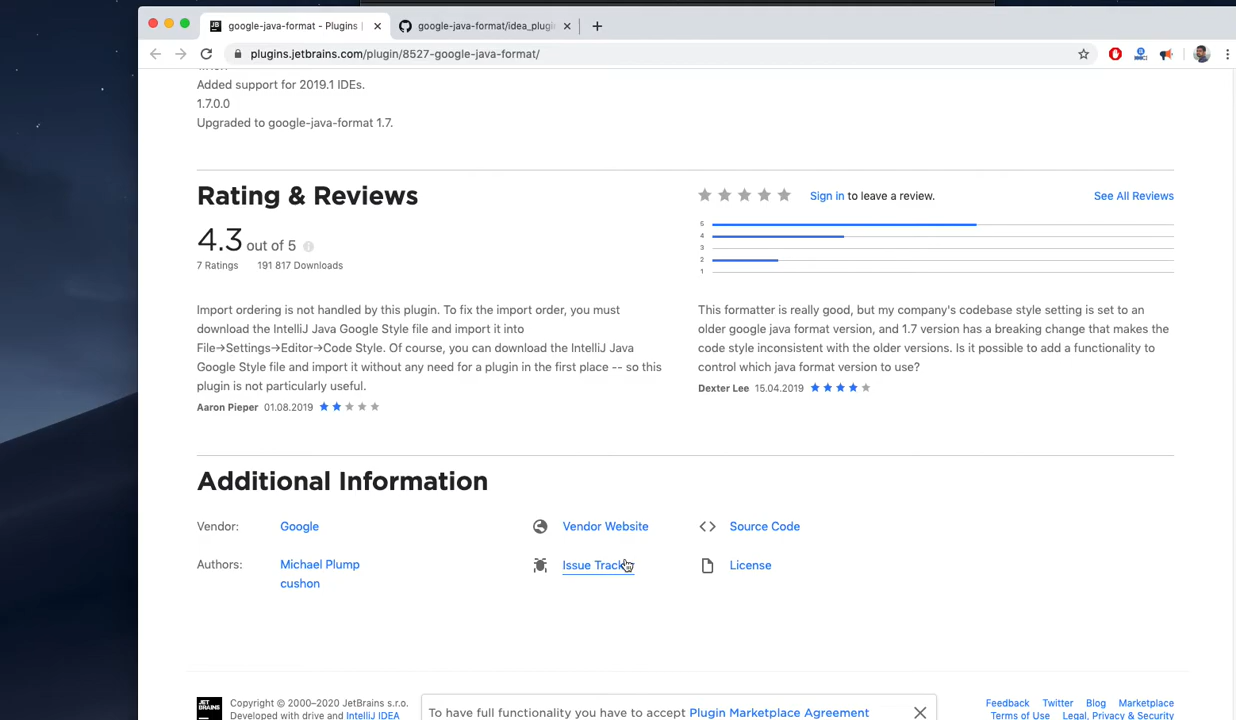 google-java-format - Plugins |
google-java-format/idea_plugin
plugins.jetbrains.com/plugin/8527-google-java-format/
Added support for 2019.1 IDEs.
1.7.0.0
Upgraded to google-java-format 1.7.
Rating & Reviews
Sign in to leave a review.
See All Reviews
4.3 out of 5
7 Ratings 191 817 Downloads
5
4
3
2
1
Import ordering is not handled by this plugin. To fix the import order, you must
download the IntelliJ Java Google Style file and import it into
File→Settings→Editor→Code Style. Of course, you can download the IntelliJ Java
Google Style file and import it without any need for a plugin in the first place -- so this
plugin is not particularly useful.
Aaron Pieper 01.08.2019
This formatter is really good, but my company's codebase style setting is set to an
older google java format version, and 1.7 version has a breaking change that makes the
code style inconsistent with the older versions. Is it possible to add a functionality to
control which java format version to use?
Dexter Lee 15.04.2019
Additional Information
Vendor: Google
Vendor Website
Source Code
Authors: Michael Plump
cushon
Issue Tracker
License
JET
BRAINS
Copyright © 2000–2020 JetBrains s.r.o.
Developed with drive and IntelliJ IDEA
To have full functionality you have to accept Plugin Marketplace Agreement
Feedback Twitter Blog Marketplace
Terms of Use Legal, Privacy & Security